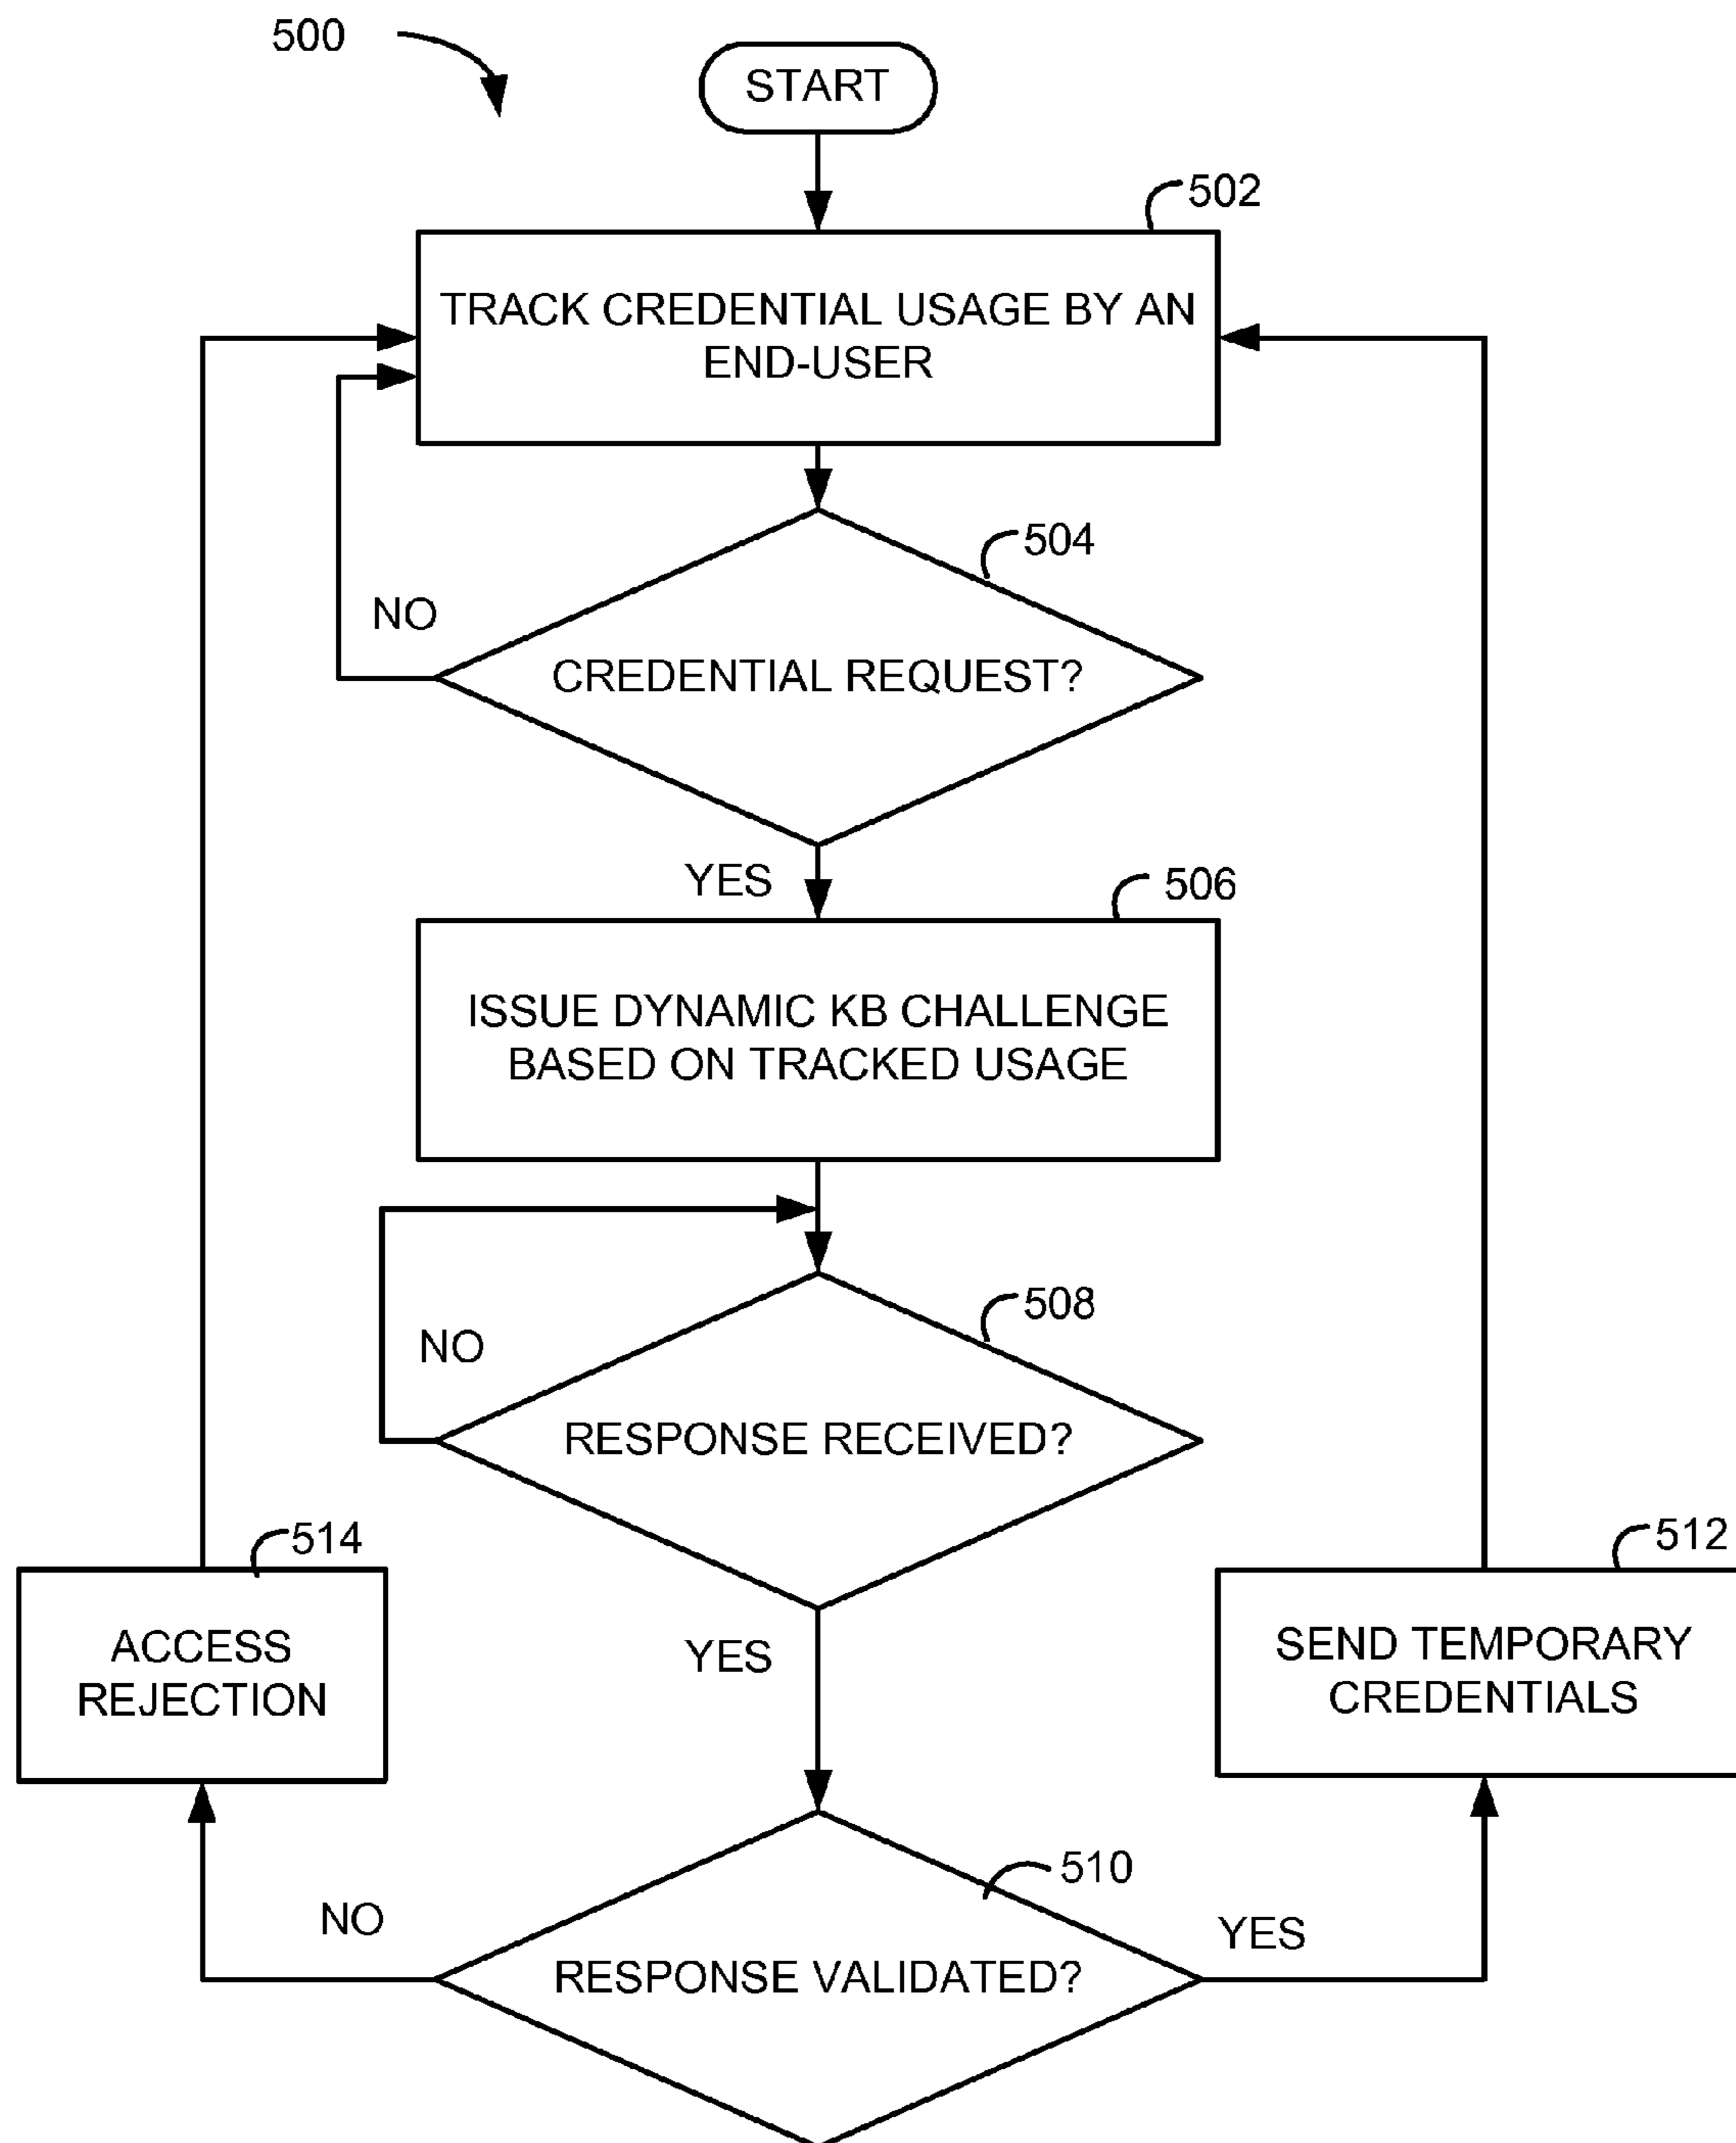 500
START
502
TRACK CREDENTIAL USAGE BY AN
END-USER
504
NO
CREDENTIAL REQUEST?
YES
506
ISSUE DYNAMIC KB CHALLENGE
BASED ON TRACKED USAGE
508
NO
RESPONSE RECEIVED?
514
512
ACCESS
REJECTION
YES
SEND TEMPORARY
CREDENTIALS
510
NO
YES
RESPONSE VALIDATED?